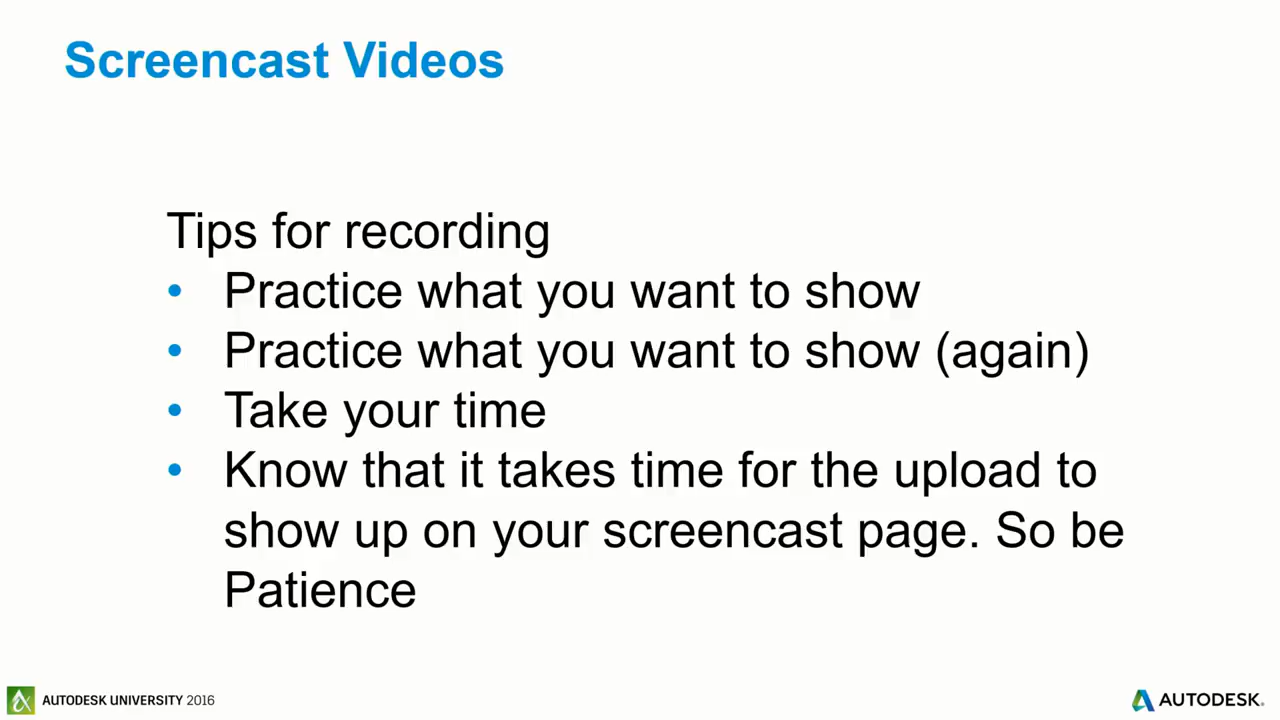 Screencast Videos
Tips for recording
• Practice what you want to show
• Practice what you want to show (again)
• Take your time
• Know that it takes time for the upload to
show up on your screencast page. So be
Patience
AUTODESK UNIVERSITY 2016
AUTODESK.